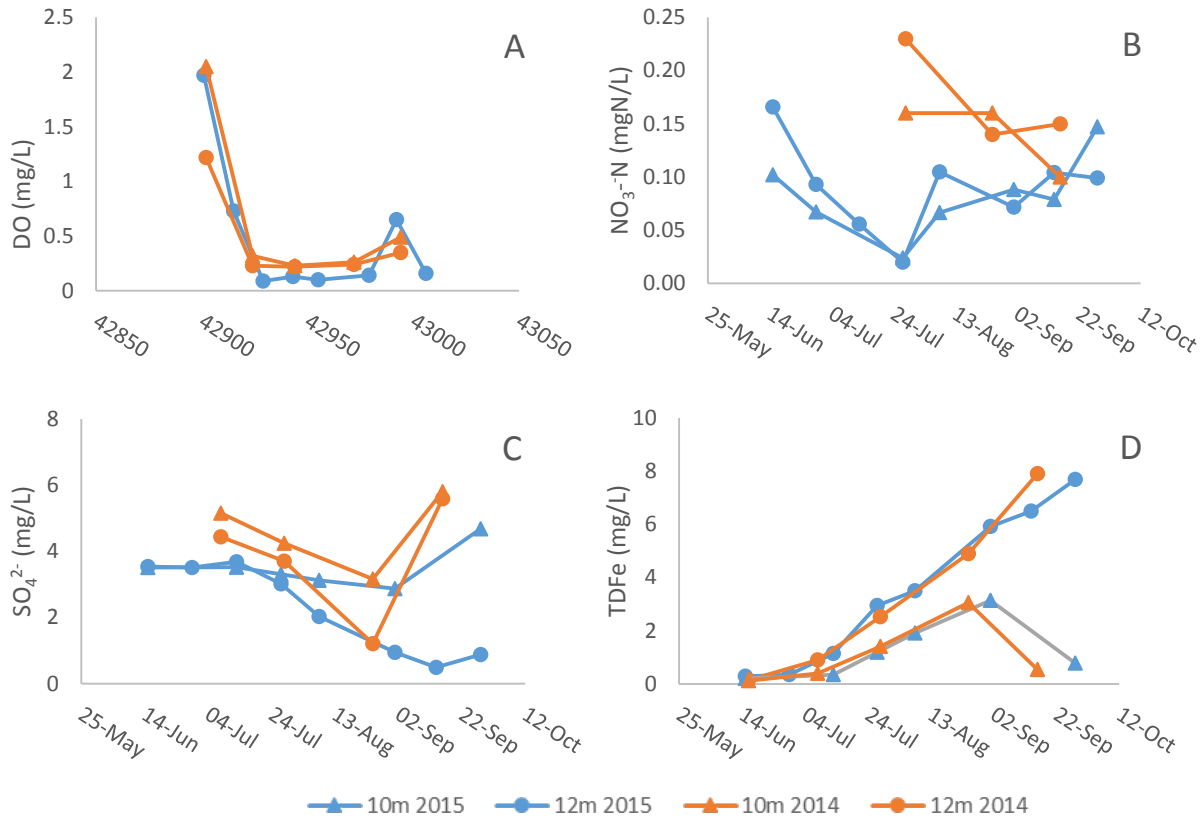 A
DO (mg/L)
2.5
2
1.5
1
0.5
0
42850
42900
42950
43000
43050
B
NO₃⁻-N (mgN/L)
0.25
0.20
0.15
0.10
0.05
0.00
25-May
14-Jun
04-Jul
24-Jul
13-Aug
02-Sep
22-Sep
12-Oct
C
SO₄²⁻ (mg/L)
8
6
4
2
0
25-May
14-Jun
04-Jul
24-Jul
13-Aug
02-Sep
22-Sep
12-Oct
D
TDFe (mg/L)
10
8
6
4
2
0
25-May
14-Jun
04-Jul
24-Jul
13-Aug
02-Sep
22-Sep
12-Oct
10m 2015 12m 2015 10m 2014 12m 2014